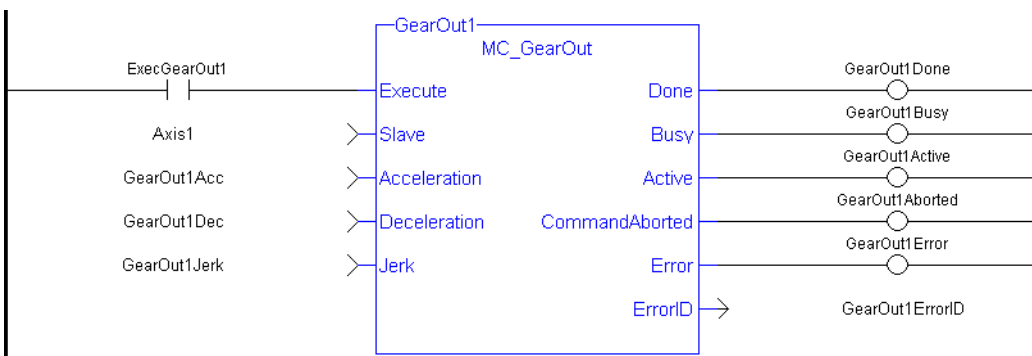 GearOut1
MC_GearOut
ExecGearOut1
Execute
Done
GearOut1Done
Axis1
Slave
Busy
GearOut1Busy
GearOut1Acc
Acceleration
Active
GearOut1Active
GearOut1Dec
Deceleration
CommandAborted
GearOut1Aborted
GearOut1Jerk
Jerk
Error
GearOut1Error
ErrorID
GearOut1ErrorID